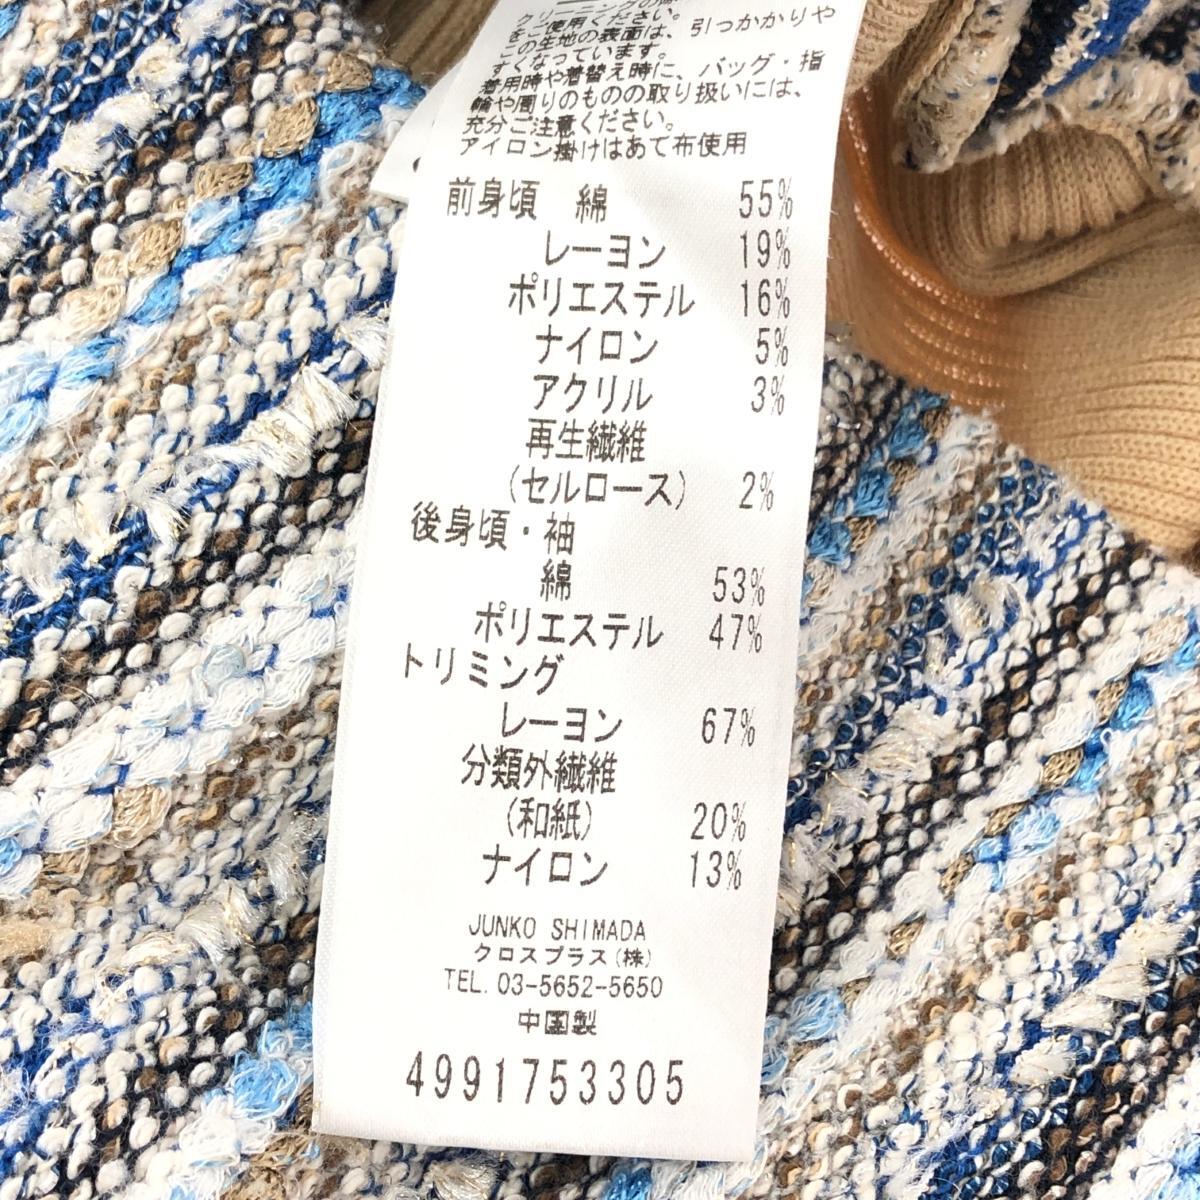 クリーニングの際
をご使用ください。
この生地の表面は、引っかかりや
すくなっています。
着用時や着替え時に、バッグ・指
輪や周りのものの取り扱いには、
充分ご注意ください。
アイロン掛けはあて布使用
前身頃 綿 55%
レーヨン 19%
ポリエステル 16%
ナイロン 5%
アクリル 3%
再生繊維
(セルロース) 2%
後身頃・袖
綿 53%
ポリエステル 47%
トリミング
レーヨン 67%
分類外繊維
(和紙) 20%
ナイロン 13%
JUNKO SHIMADA
クロスプラス(株)
TEL. 03-5652-5650
中国製
4991753305